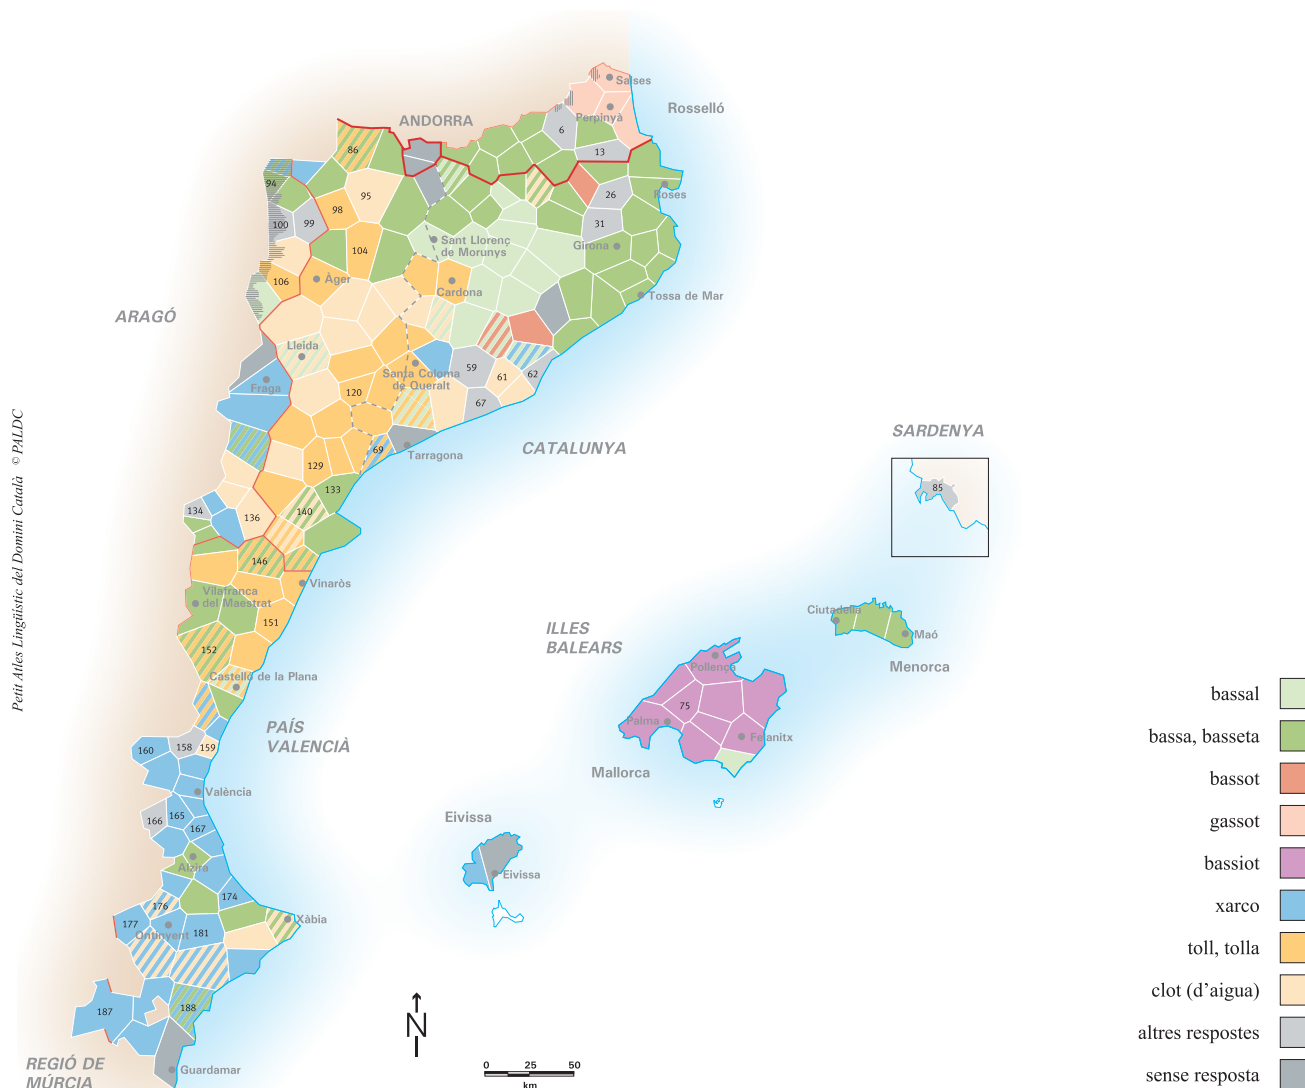 Salses
Rosselló
Perpinyà
ANDORRA
6
13
86
94
95
26
Roses
98
100
99
31
104
Sant Llorenç
de Morunys
Girona
106
Àger
Cardona
Tossa de Mar
ARAGÓ
Lleida
59
61
62
Santa Coloma
de Queralt
Fraga
120
67
69
Tarragona
CATALUNYA
SARDENYA
85
129
133
134
136
140
146
Vinaròs
Vilafranca
del Maestrat
151
152
Castelló de la Plana
Petit Atles Lingüístic del Domini Català © PALDC
ILLES
BALEARS
Ciutadella
Maó
Menorca
Pollença
75
Palma
Felanitx
Mallorca
PAÍS
VALENCIÀ
160
158
159
València
165
166
167
Alzira
Eivissa
Eivissa
174
176
177
Xàbia
Ontinyent
181
187
188
Guardamar
REGIÓ DE
MÚRCIA
N
0 25 50
km
bassal
bassa, basseta
bassot
gassot
bassiot
xarco
toll, tolla
clot (d’aigua)
altres respostes
sense resposta